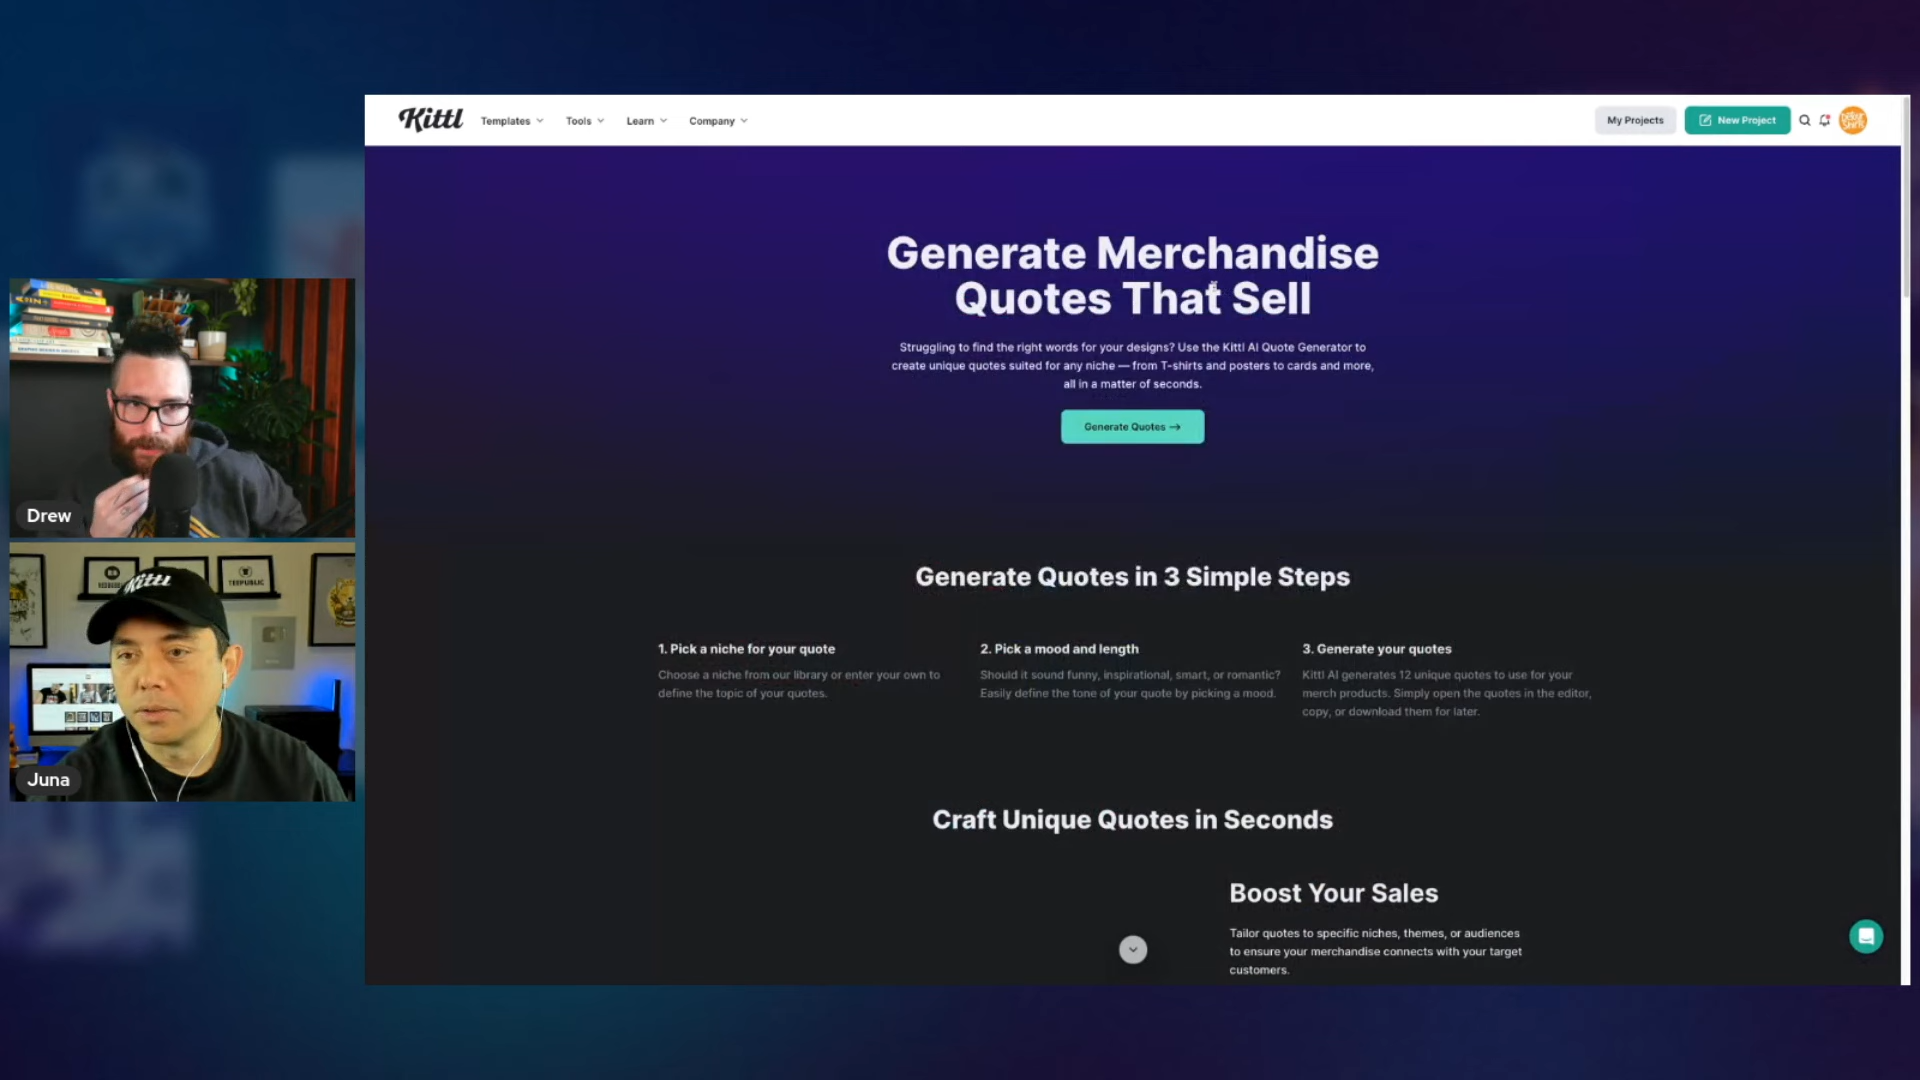 Kittl
Templates
Tools
Learn
Company
My Projects
New Project
Generate Merchandise
Quotes That Sell
Struggling to find the right words for your designs? Use the Kittl AI Quote Generator to
create unique quotes suited for any niche — from T-shirts and posters to cards and more,
all in a matter of seconds.
Generate Quotes →
Generate Quotes in 3 Simple Steps
1. Pick a niche for your quote
Choose a niche from our library or enter your own to
define the topic of your quotes.
2. Pick a mood and length
Should it sound funny, inspirational, smart, or romantic?
Easily define the tone of your quote by picking a mood.
3. Generate your quotes
Kittl AI generates 12 unique quotes to use for your
merch products. Simply open the quotes in the editor,
copy, or download them for later.
Craft Unique Quotes in Seconds
Boost Your Sales
Tailor quotes to specific niches, themes, or audiences
to ensure your merchandise connects with your target
customers.
Drew
TEEPUBLIC
Kittl
Juna